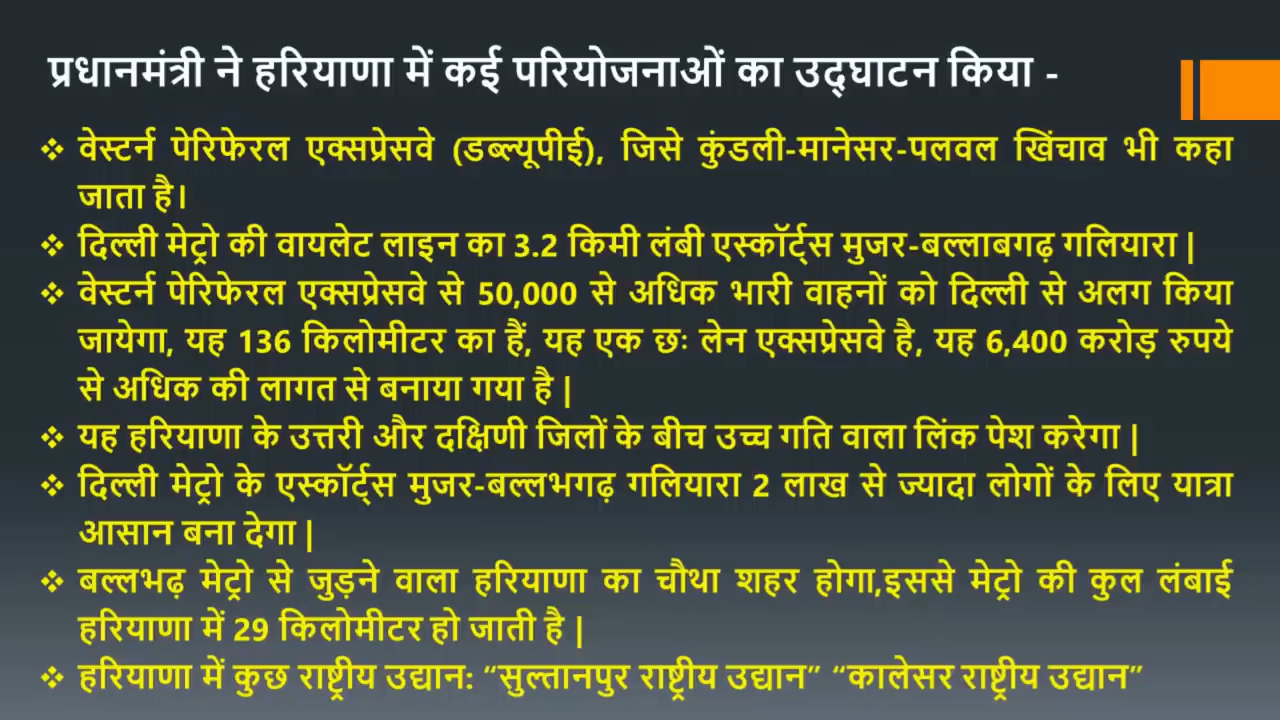 प्रधानमंत्री ने हरियाणा में कई परियोजनाओं का उद्घाटन किया -
❖ वेस्टर्न पेरिफेरल एक्सप्रेसवे (डब्ल्यूपीई), जिसे कुंडली-मानेसर-पलवल खिंचाव भी कहा
जाता है।
❖ दिल्ली मेट्रो की वायलेट लाइन का 3.2 किमी लंबी एस्कॉर्ट्स मुजर-बल्लाबगढ़ गलियारा |
❖ वेस्टर्न पेरिफेरल एक्सप्रेसवे से 50,000 से अधिक भारी वाहनों को दिल्ली से अलग किया
जायेगा, यह 136 किलोमीटर का हैं, यह एक छः लेन एक्सप्रेसवे है, यह 6,400 करोड़ रुपये
से अधिक की लागत से बनाया गया है |
❖ यह हरियाणा के उत्तरी और दक्षिणी जिलों के बीच उच्च गति वाला लिंक पेश करेगा |
❖ दिल्ली मेट्रो के एस्कॉर्ट्स मुजर-बल्लभगढ़ गलियारा 2 लाख से ज्यादा लोगों के लिए यात्रा
आसान बना देगा |
❖ बल्लभढ़ मेट्रो से जुड़ने वाला हरियाणा का चौथा शहर होगा,इससे मेट्रो की कुल लंबाई
हरियाणा में 29 किलोमीटर हो जाती है |
❖ हरियाणा में कुछ राष्ट्रीय उद्यान: “सुल्तानपुर राष्ट्रीय उद्यान” “कालेसर राष्ट्रीय उद्यान”